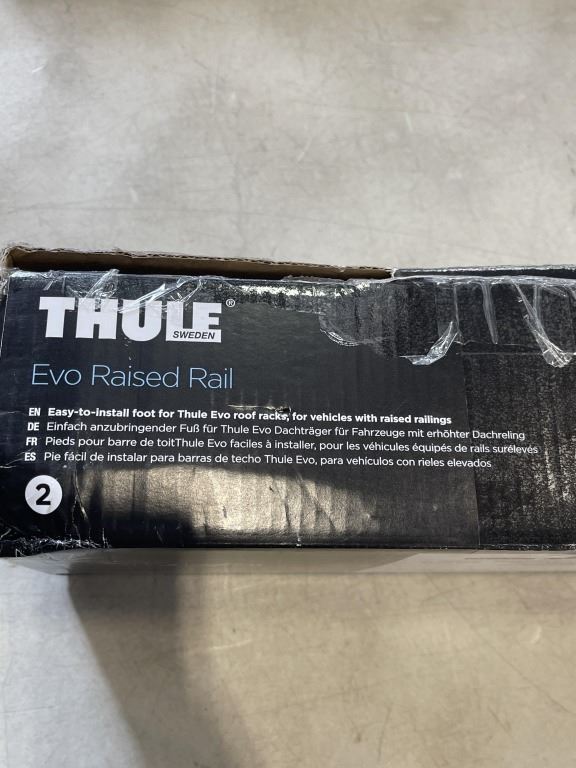 THULE®
SWEDEN
Evo Raised Rail
EN Easy-to-install foot for Thule Evo roof racks, for vehicles with raised railings
DE Einfach anzubringender Fuß für Thule Evo Dachträger für Fahrzeuge mit erhöhter Dachreling
FR Pieds pour barre de toitThule Evo faciles à installer, pour les véhicules équipés de rails surélevés
ES Pie fácil de instalar para barras de techo Thule Evo, para vehículos con rieles elevados
2